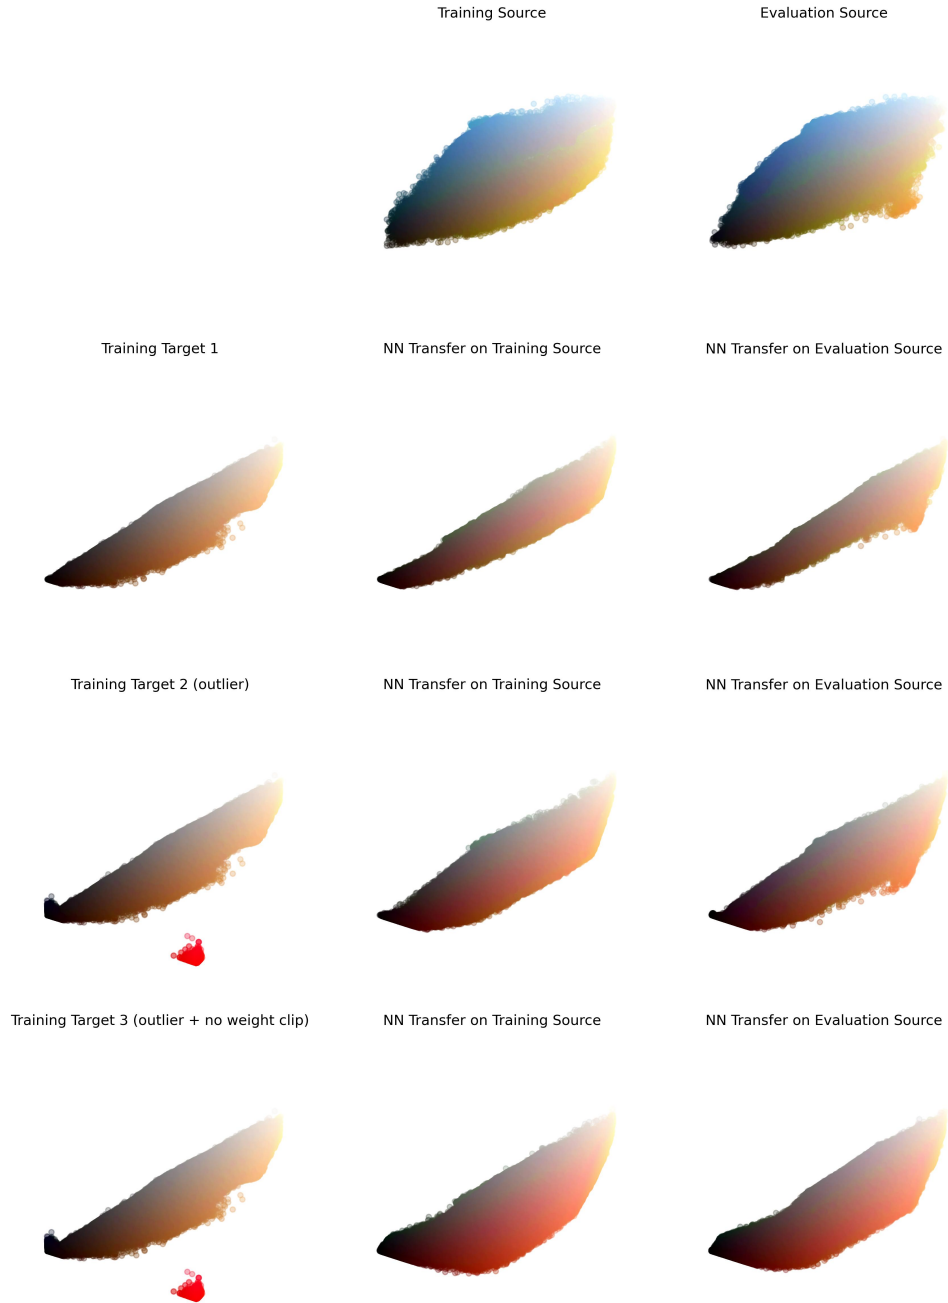 Training Source
Evaluation Source
Training Target 1
NN Transfer on Training Source
NN Transfer on Evaluation Source
Training Target 2 (outlier)
NN Transfer on Training Source
NN Transfer on Evaluation Source
Training Target 3 (outlier + no weight clip)
NN Transfer on Training Source
NN Transfer on Evaluation Source